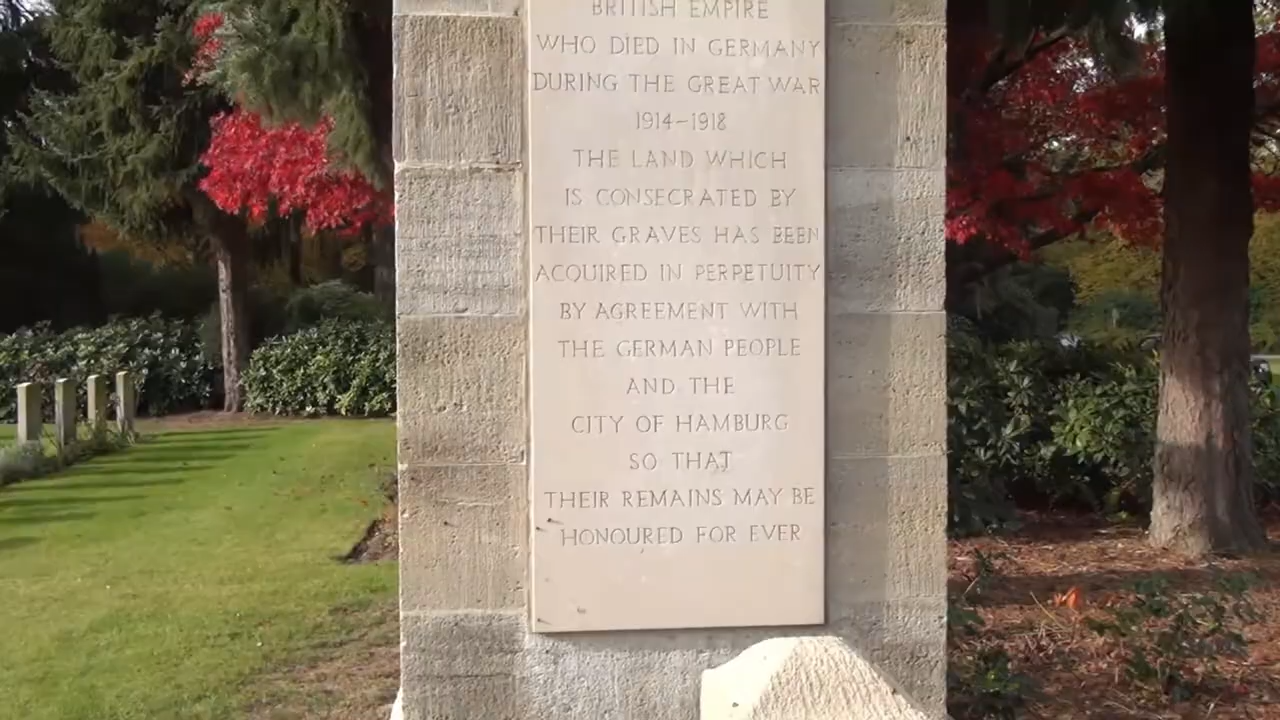 BRITISH EMPIRE
WHO DIED IN GERMANY
DURING THE GREAT WAR
1914-1918
THE LAND WHICH
IS CONSECRATED BY
THEIR GRAVES HAS BEEN
ACQUIRED IN PERPETUITY
BY AGREEMENT WITH
THE GERMAN PEOPLE
AND THE
CITY OF HAMBURG
SO THAT
THEIR REMAINS MAY BE
HONOURED FOR EVER